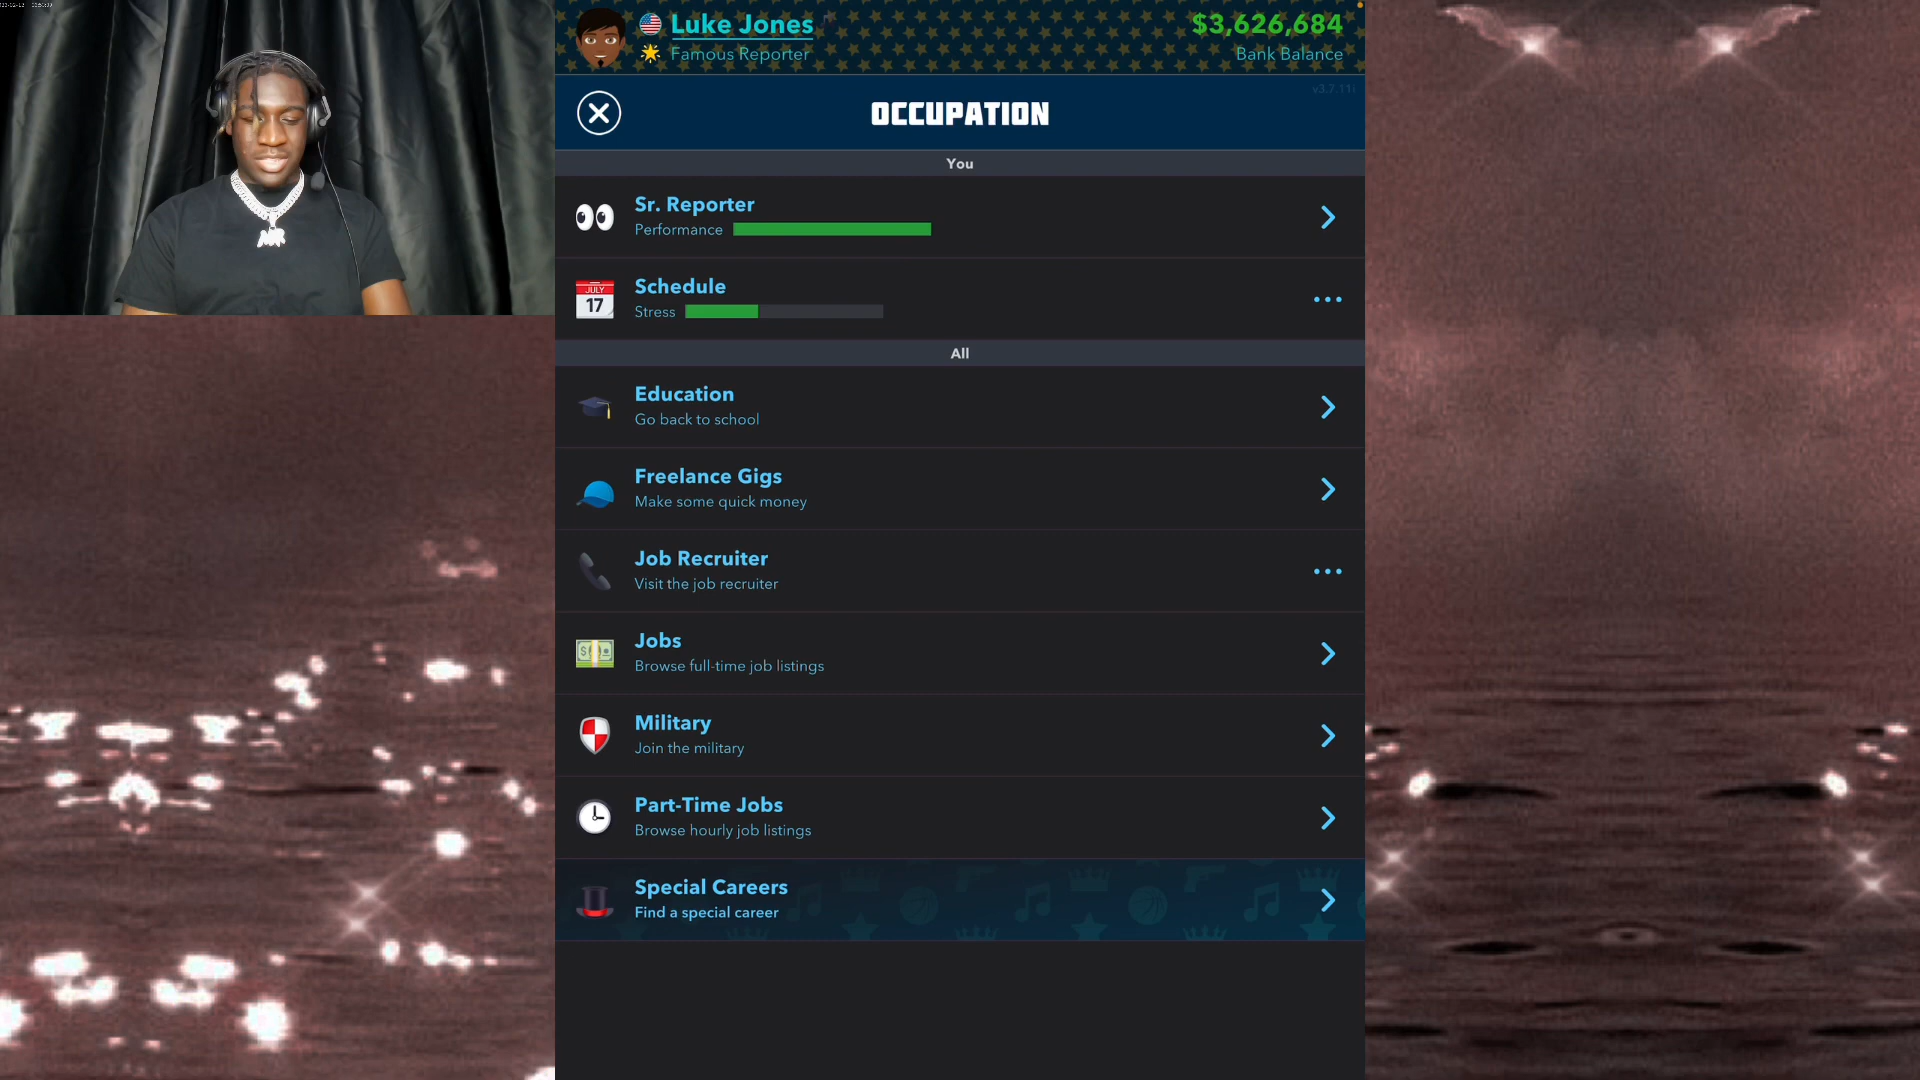 Luke Jones
Famous Reporter
$3,626,684
Bank Balance
v3.7.11i
OCCUPATION
You
Sr. Reporter
Performance
JULY
17
Schedule
Stress
All
Education
Go back to school
Freelance Gigs
Make some quick money
Job Recruiter
Visit the job recruiter
Jobs
Browse full-time job listings
Military
Join the military
Part-Time Jobs
Browse hourly job listings
Special Careers
Find a special career